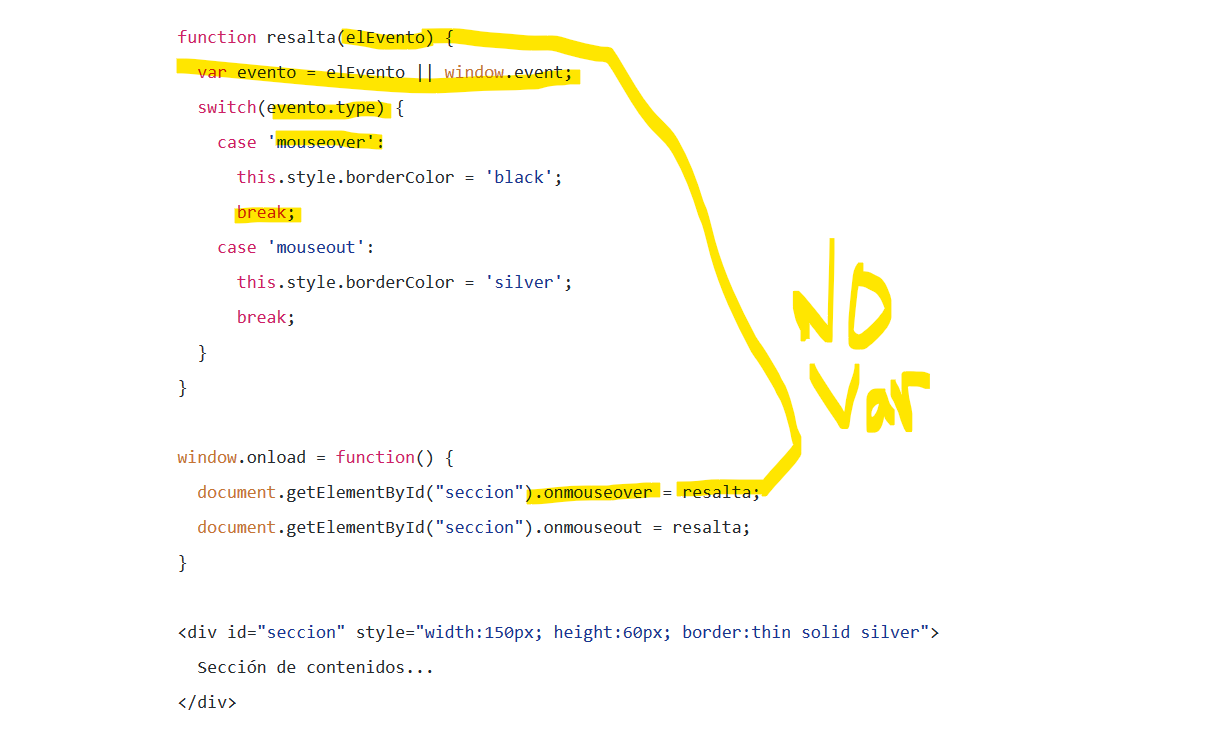 function resalta(elEvento) {
var evento = elEvento || window.event;
switch(evento.type) {
case 'mouseover':
this.style.borderColor = 'black';
break;
case 'mouseout':
this.style.borderColor = 'silver';
break;
}
}
NO
Var
window.onload = function() {
document.getElementById("seccion").onmouseover = resalta;
document.getElementById("seccion").onmouseout = resalta;
}
<div id="seccion" style="width:150px; height:60px; border:thin solid silver">
Sección de contenidos...
</div>